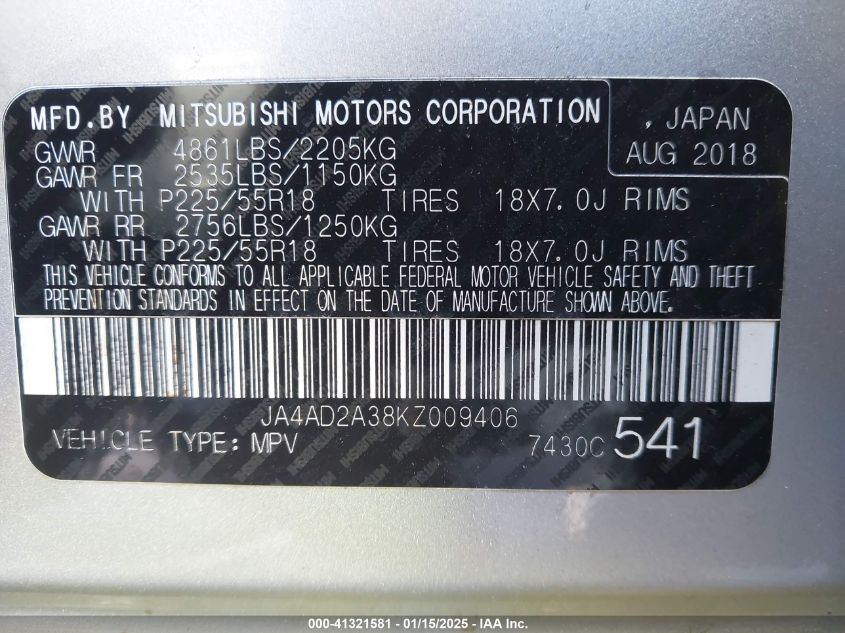 MFD.BY MITSUBISHI MOTORS CORPORATION , JAPAN
GVWR 4861LBS/2205KG AUG 2018
GAWR FR 2535LBS/1150KG
WITH P225/55R18 TIRES 18X7.0J RIMS
GAWR RR 2756LBS/1250KG
WITH P225/55R18 TIRES 18X7.0J RIMS
THIS VEHICLE CONFORMS TO ALL APPLICABLE FEDERAL MOTOR VEHICLE SAFETY AND THEFT
PREVENTION STANDARDS IN EFFECT ON THE DATE OF MANUFACTURE SHOWN ABOVE.
JA4AD2A38KZ009406
VEHICLE TYPE: MPV 7430C 541
000-41321581 - 01/15/2025 - IAA Inc.